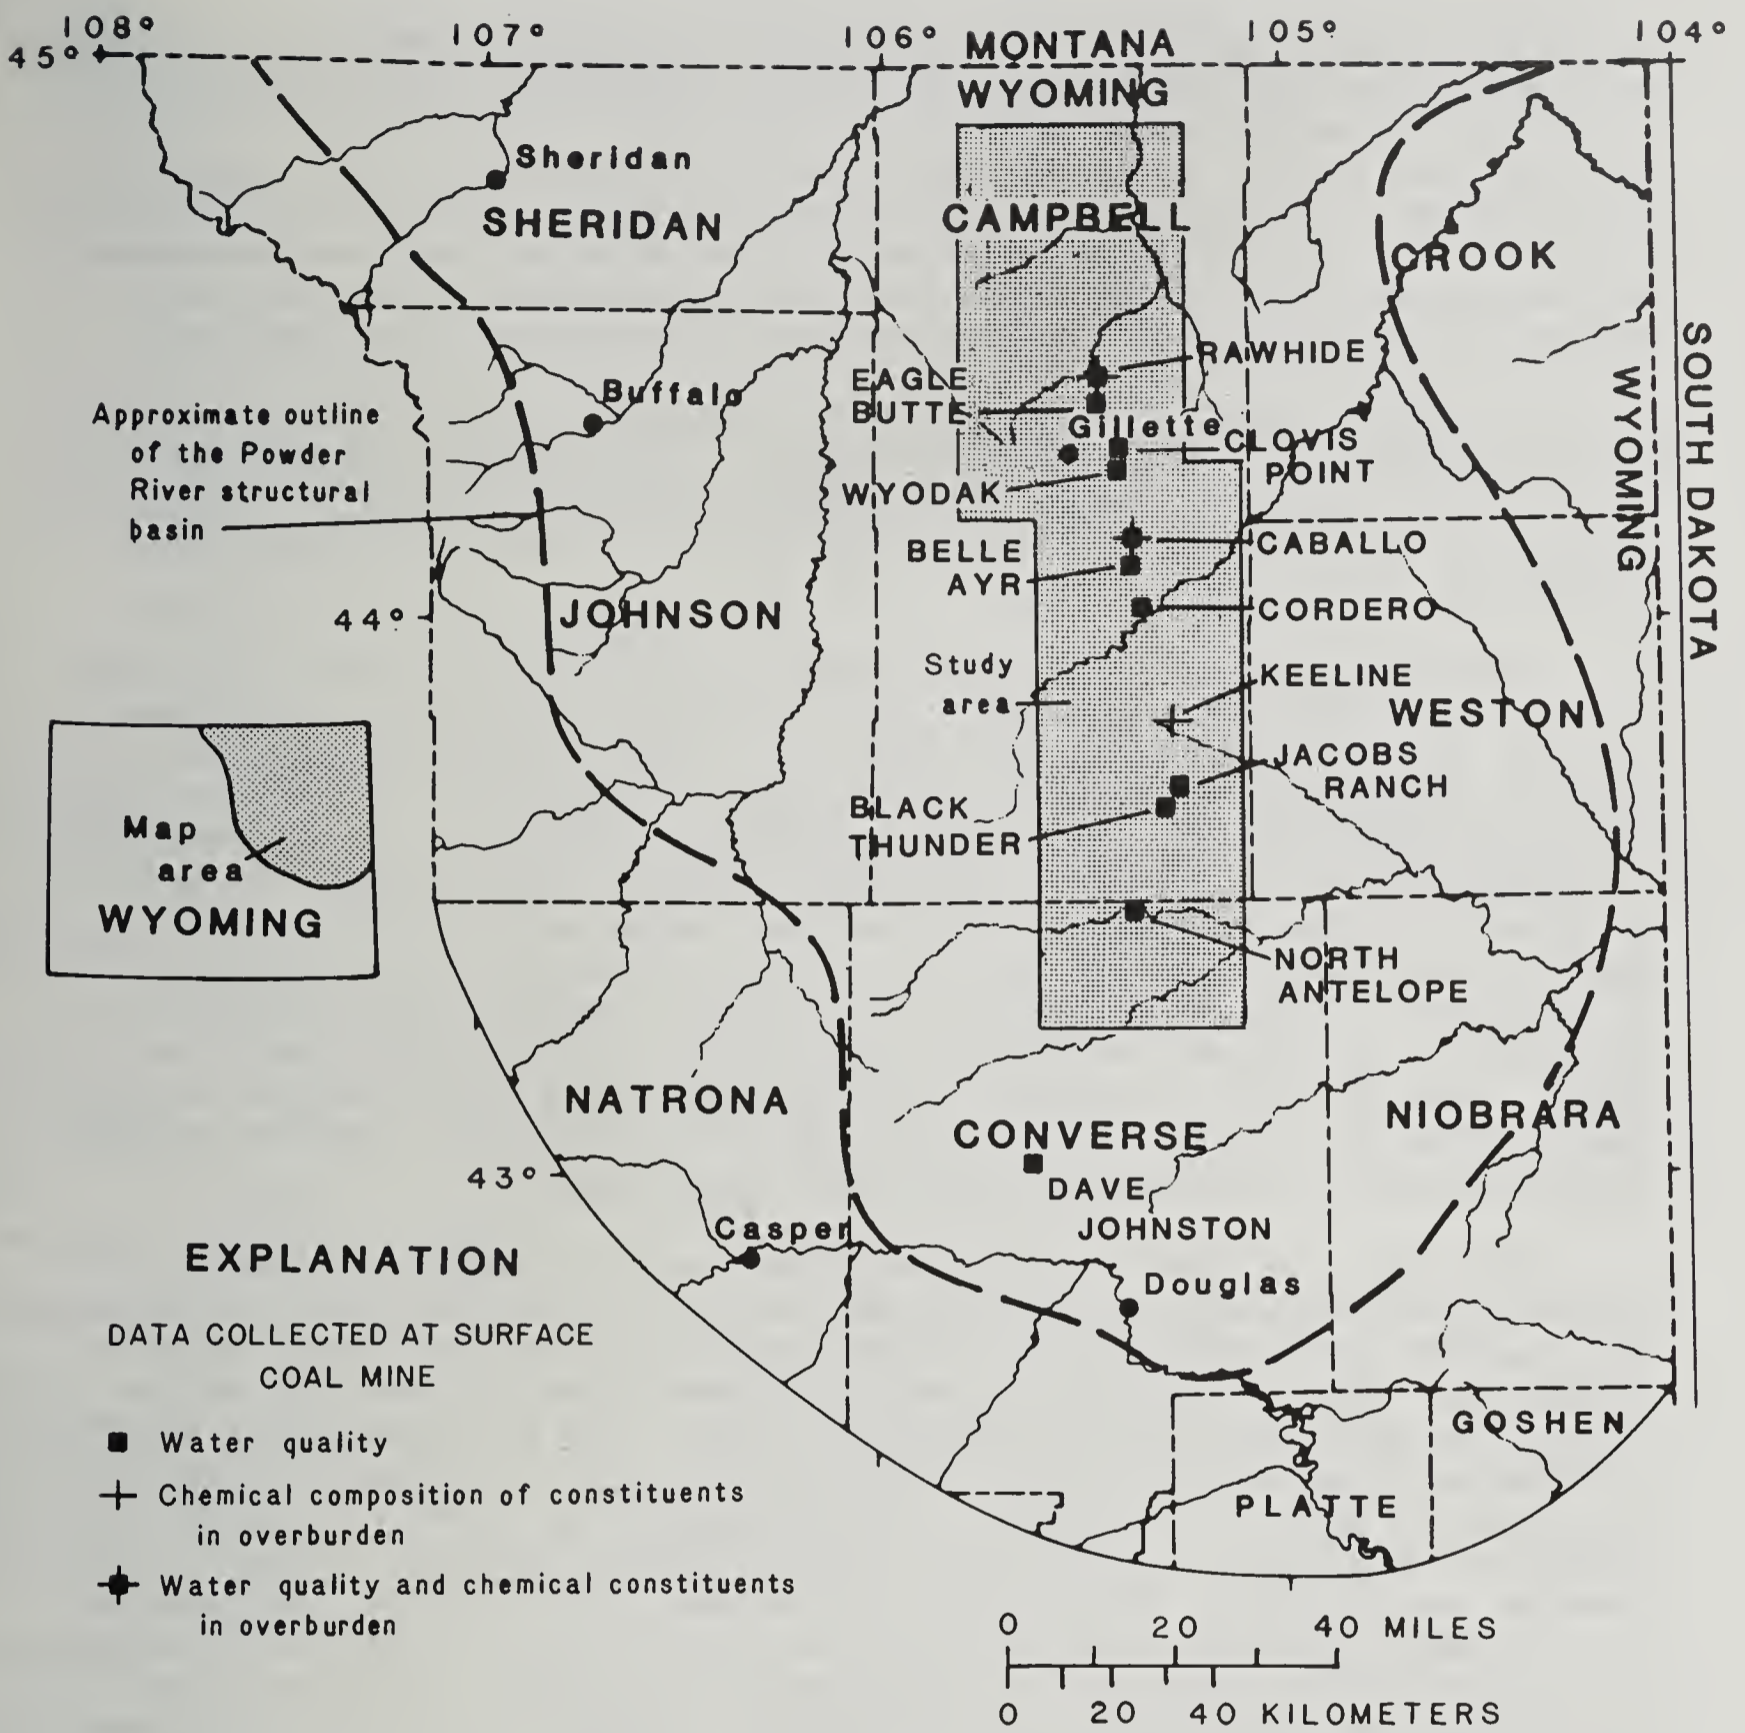 108° 107° 106° 105° 104°
45°
MONTANA
WYOMING
Sheridan
SHERIDAN
CAMPBELL
CROOK
RAWHIDE
EAGLE
BUTTE
Buffalo
Gillette
CLOVIS
POINT
WYODAK
Approximate outline
of the Powder
River structural
basin
SOUTH DAKOTA
WYOMING
CABALLO
BELLE
AYR
JOHNSON
44°
CORDERO
Study
area
KEELINE
WESTON
JACOBS
RANCH
BLACK
THUNDER
Map
area
WYOMING
NORTH
ANTELOPE
NATRONA
CONVERSE
NIOBRARA
43°
DAVE
JOHNSTON
Casper
Douglas
GOSHEN
PLATTE
EXPLANATION
DATA COLLECTED AT SURFACE
COAL MINE
Water quality
Chemical composition of constituents
in overburden
Water quality and chemical constituents
in overburden
0 20 40 MILES
0 20 40 KILOMETERS